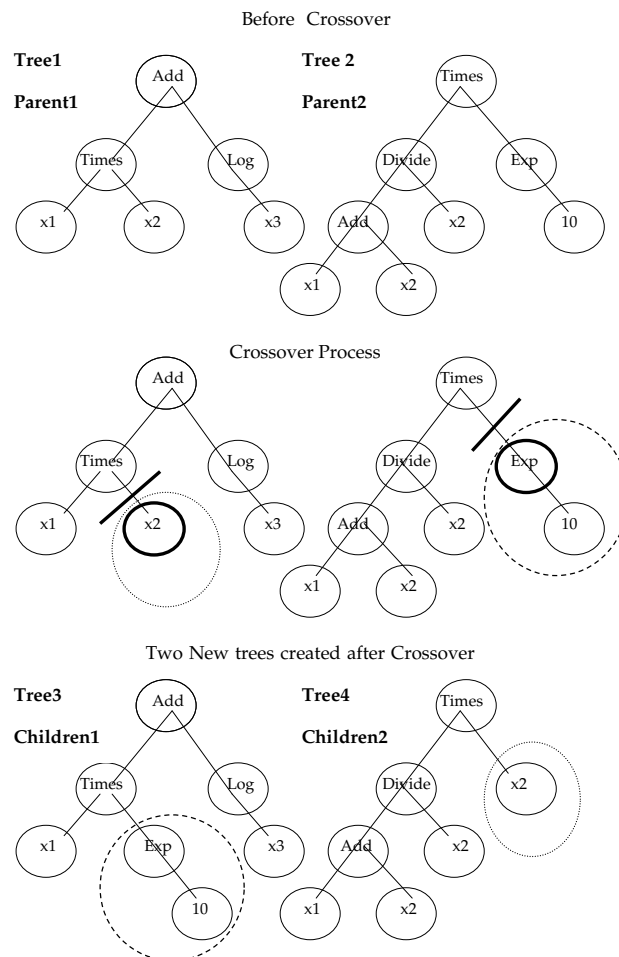 Before Crossover
Tree1 Tree 2
Add Times
Parent1 Parent2
Times Log Divide Exp
x1 x2 x3 Add x2 10
x1 x2
Crossover Process
Add Times
Times Log Divide Exp
x1 x2 x3 Add x2 10
x1 x2
Two New trees created after Crossover
Tree3 Add Tree4 Times
Children1 Children2
Times Log Divide x2
x1 Exp x3 Add x2
10 x1 x2